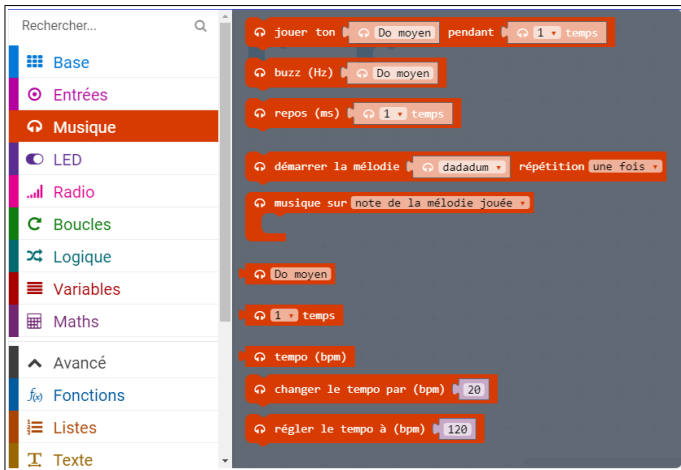 Rechercher...
Base
Entrées
Musique
LED
Radio
Boucles
Logique
Variables
Maths
Avancé
f(x) Fonctions
Listes
Texte
jouer ton Do moyen pendant 1 temps
buzz (Hz) Do moyen
repos (ms) 1 temps
démarrer la mélodie dadadum répétition une fois
musique sur note de la mélodie jouée
Do moyen
1 temps
tempo (bpm)
changer le tempo par (bpm) 20
régler le tempo à (bpm) 120